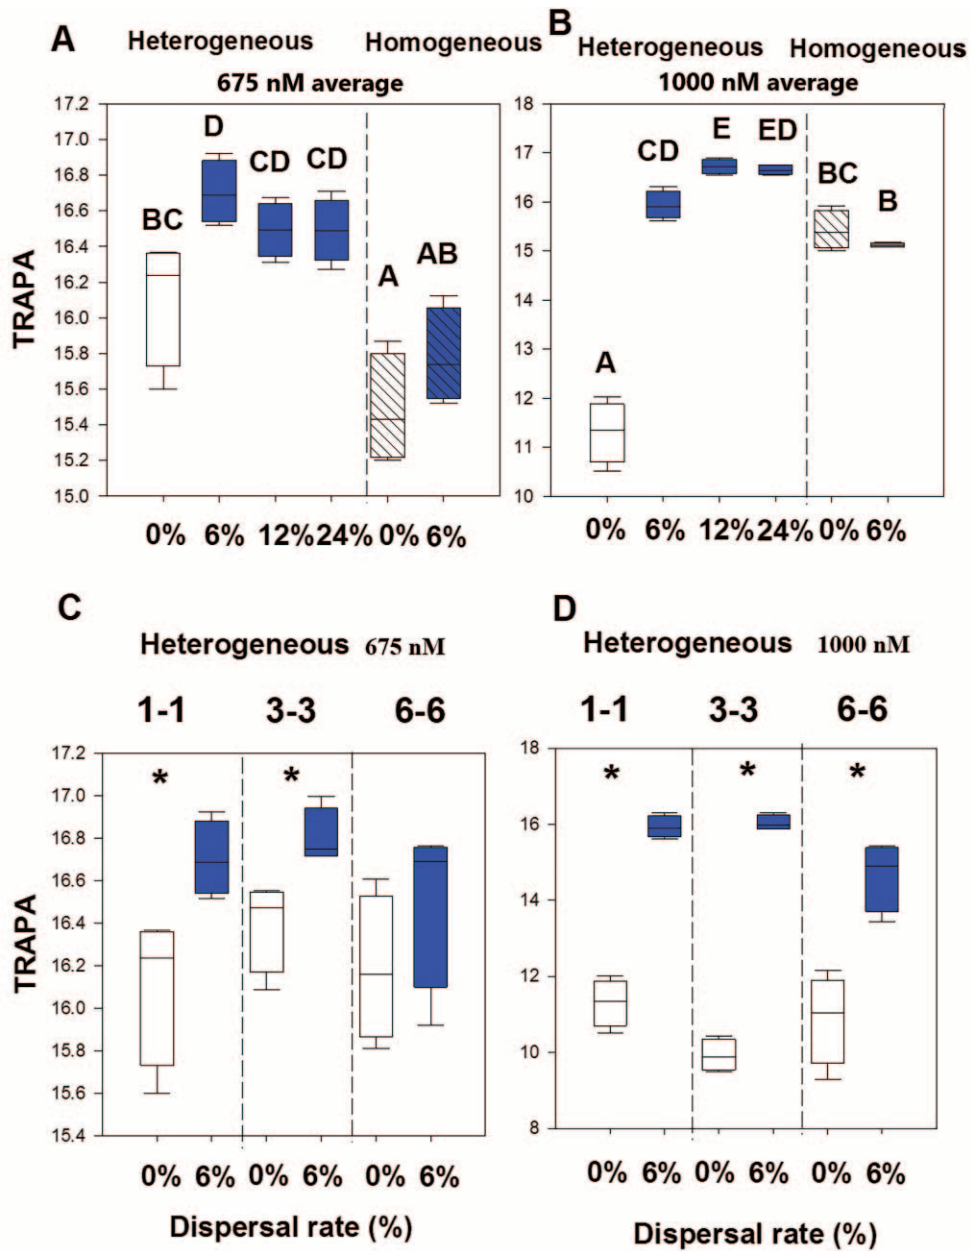 A
B
Heterogeneous Homogeneous
Heterogeneous Homogeneous
675 nM average
1000 nM average
TRAPA
17.2
17.0
16.8
16.6
16.4
16.2
16.0
15.8
15.6
15.4
15.2
15.0
BC
D
CD
CD
A
AB
0% 6% 12% 24% 0% 6%
18
17
16
15
14
13
12
11
10
A
CD
E
ED
BC
B
0% 6% 12% 24% 0% 6%
C
Heterogeneous 675 nM
1-1 3-3 6-6
TRAPA
17.2
17.0
16.8
16.6
16.4
16.2
16.0
15.8
15.6
15.4
* *
0% 6% 0% 6% 0% 6%
Dispersal rate (%)
D
Heterogeneous 1000 nM
1-1 3-3 6-6
18
16
14
12
10
8
* * *
0% 6% 0% 6% 0% 6%
Dispersal rate (%)